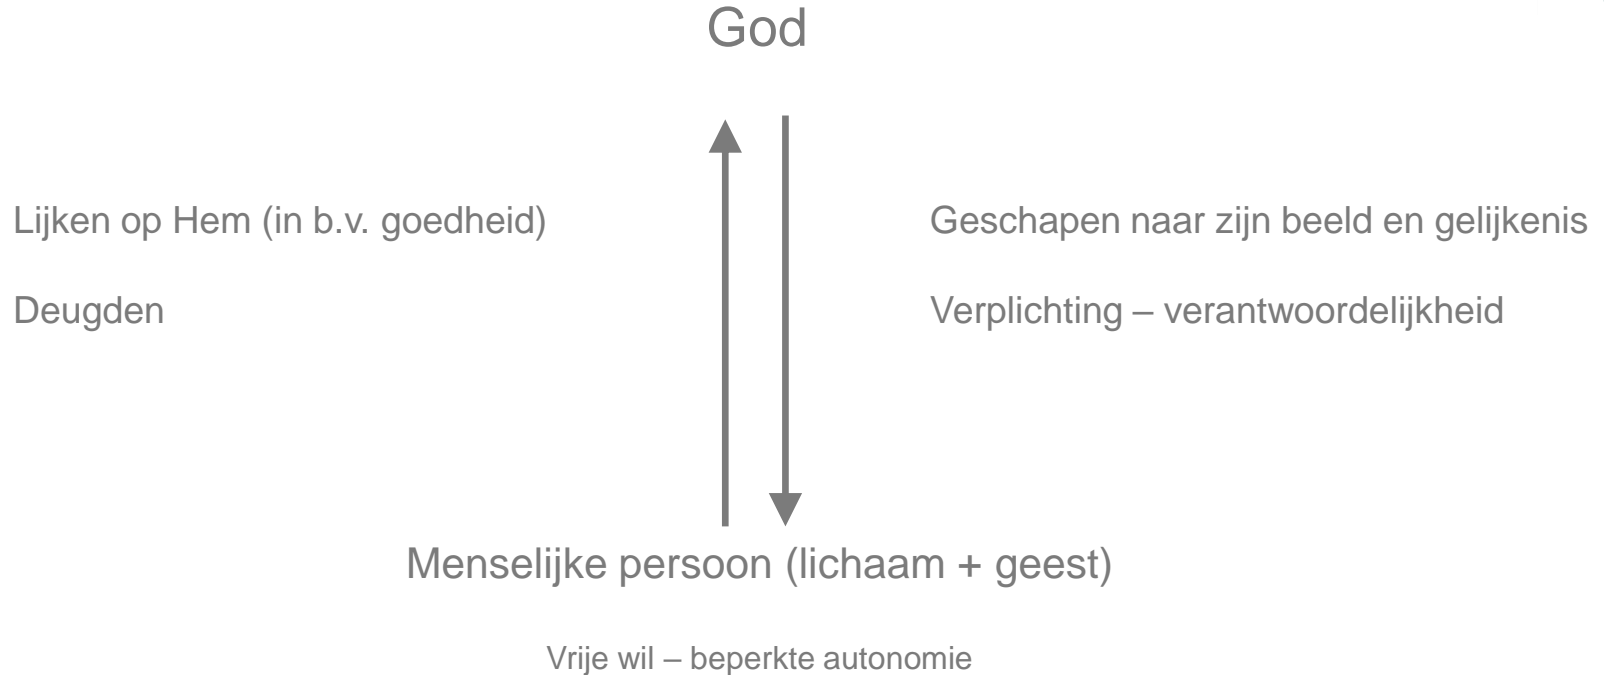 God
Lijken op Hem (in b.v. goedheid)
Geschapen naar zijn beeld en gelijkenis
Deugden
Verplichting – verantwoordelijkheid
Menselijke persoon (lichaam + geest)
Vrije wil – beperkte autonomie